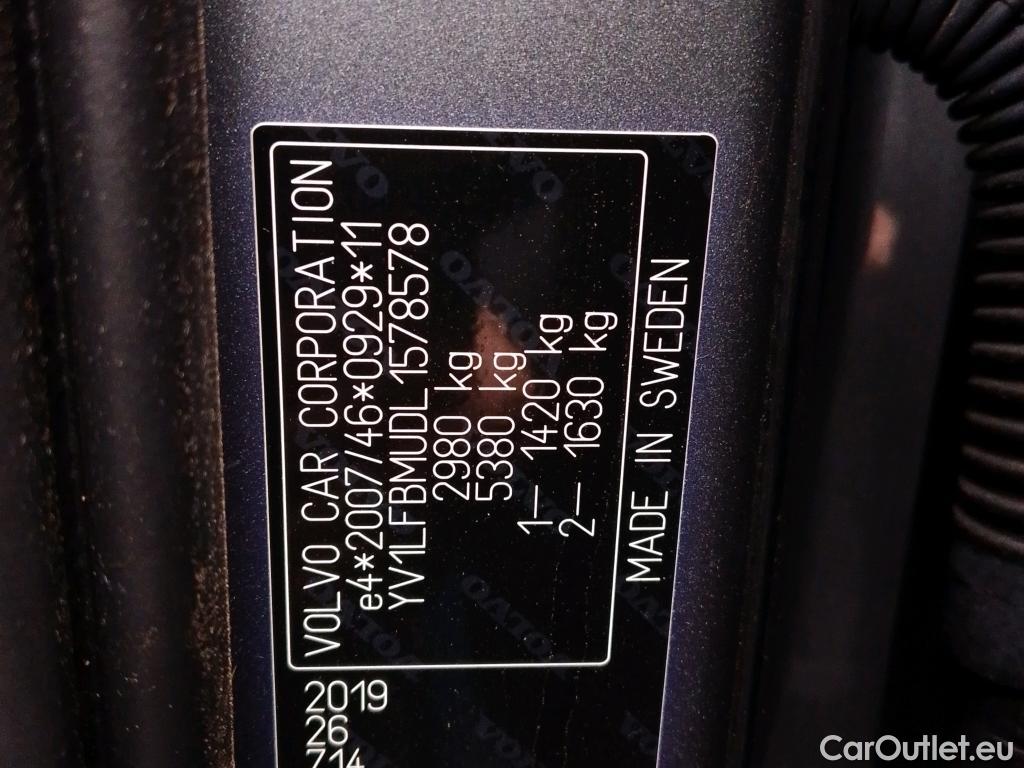 VOLVO CAR CORPORATION
e4*2007/46*0929*11
YV1LFBMUDL1578578
2980 kg
5380 kg
1— 1420 kg
2— 1630 kg
MADE IN SWEDEN
2019
26
714
CarOutlet.eu